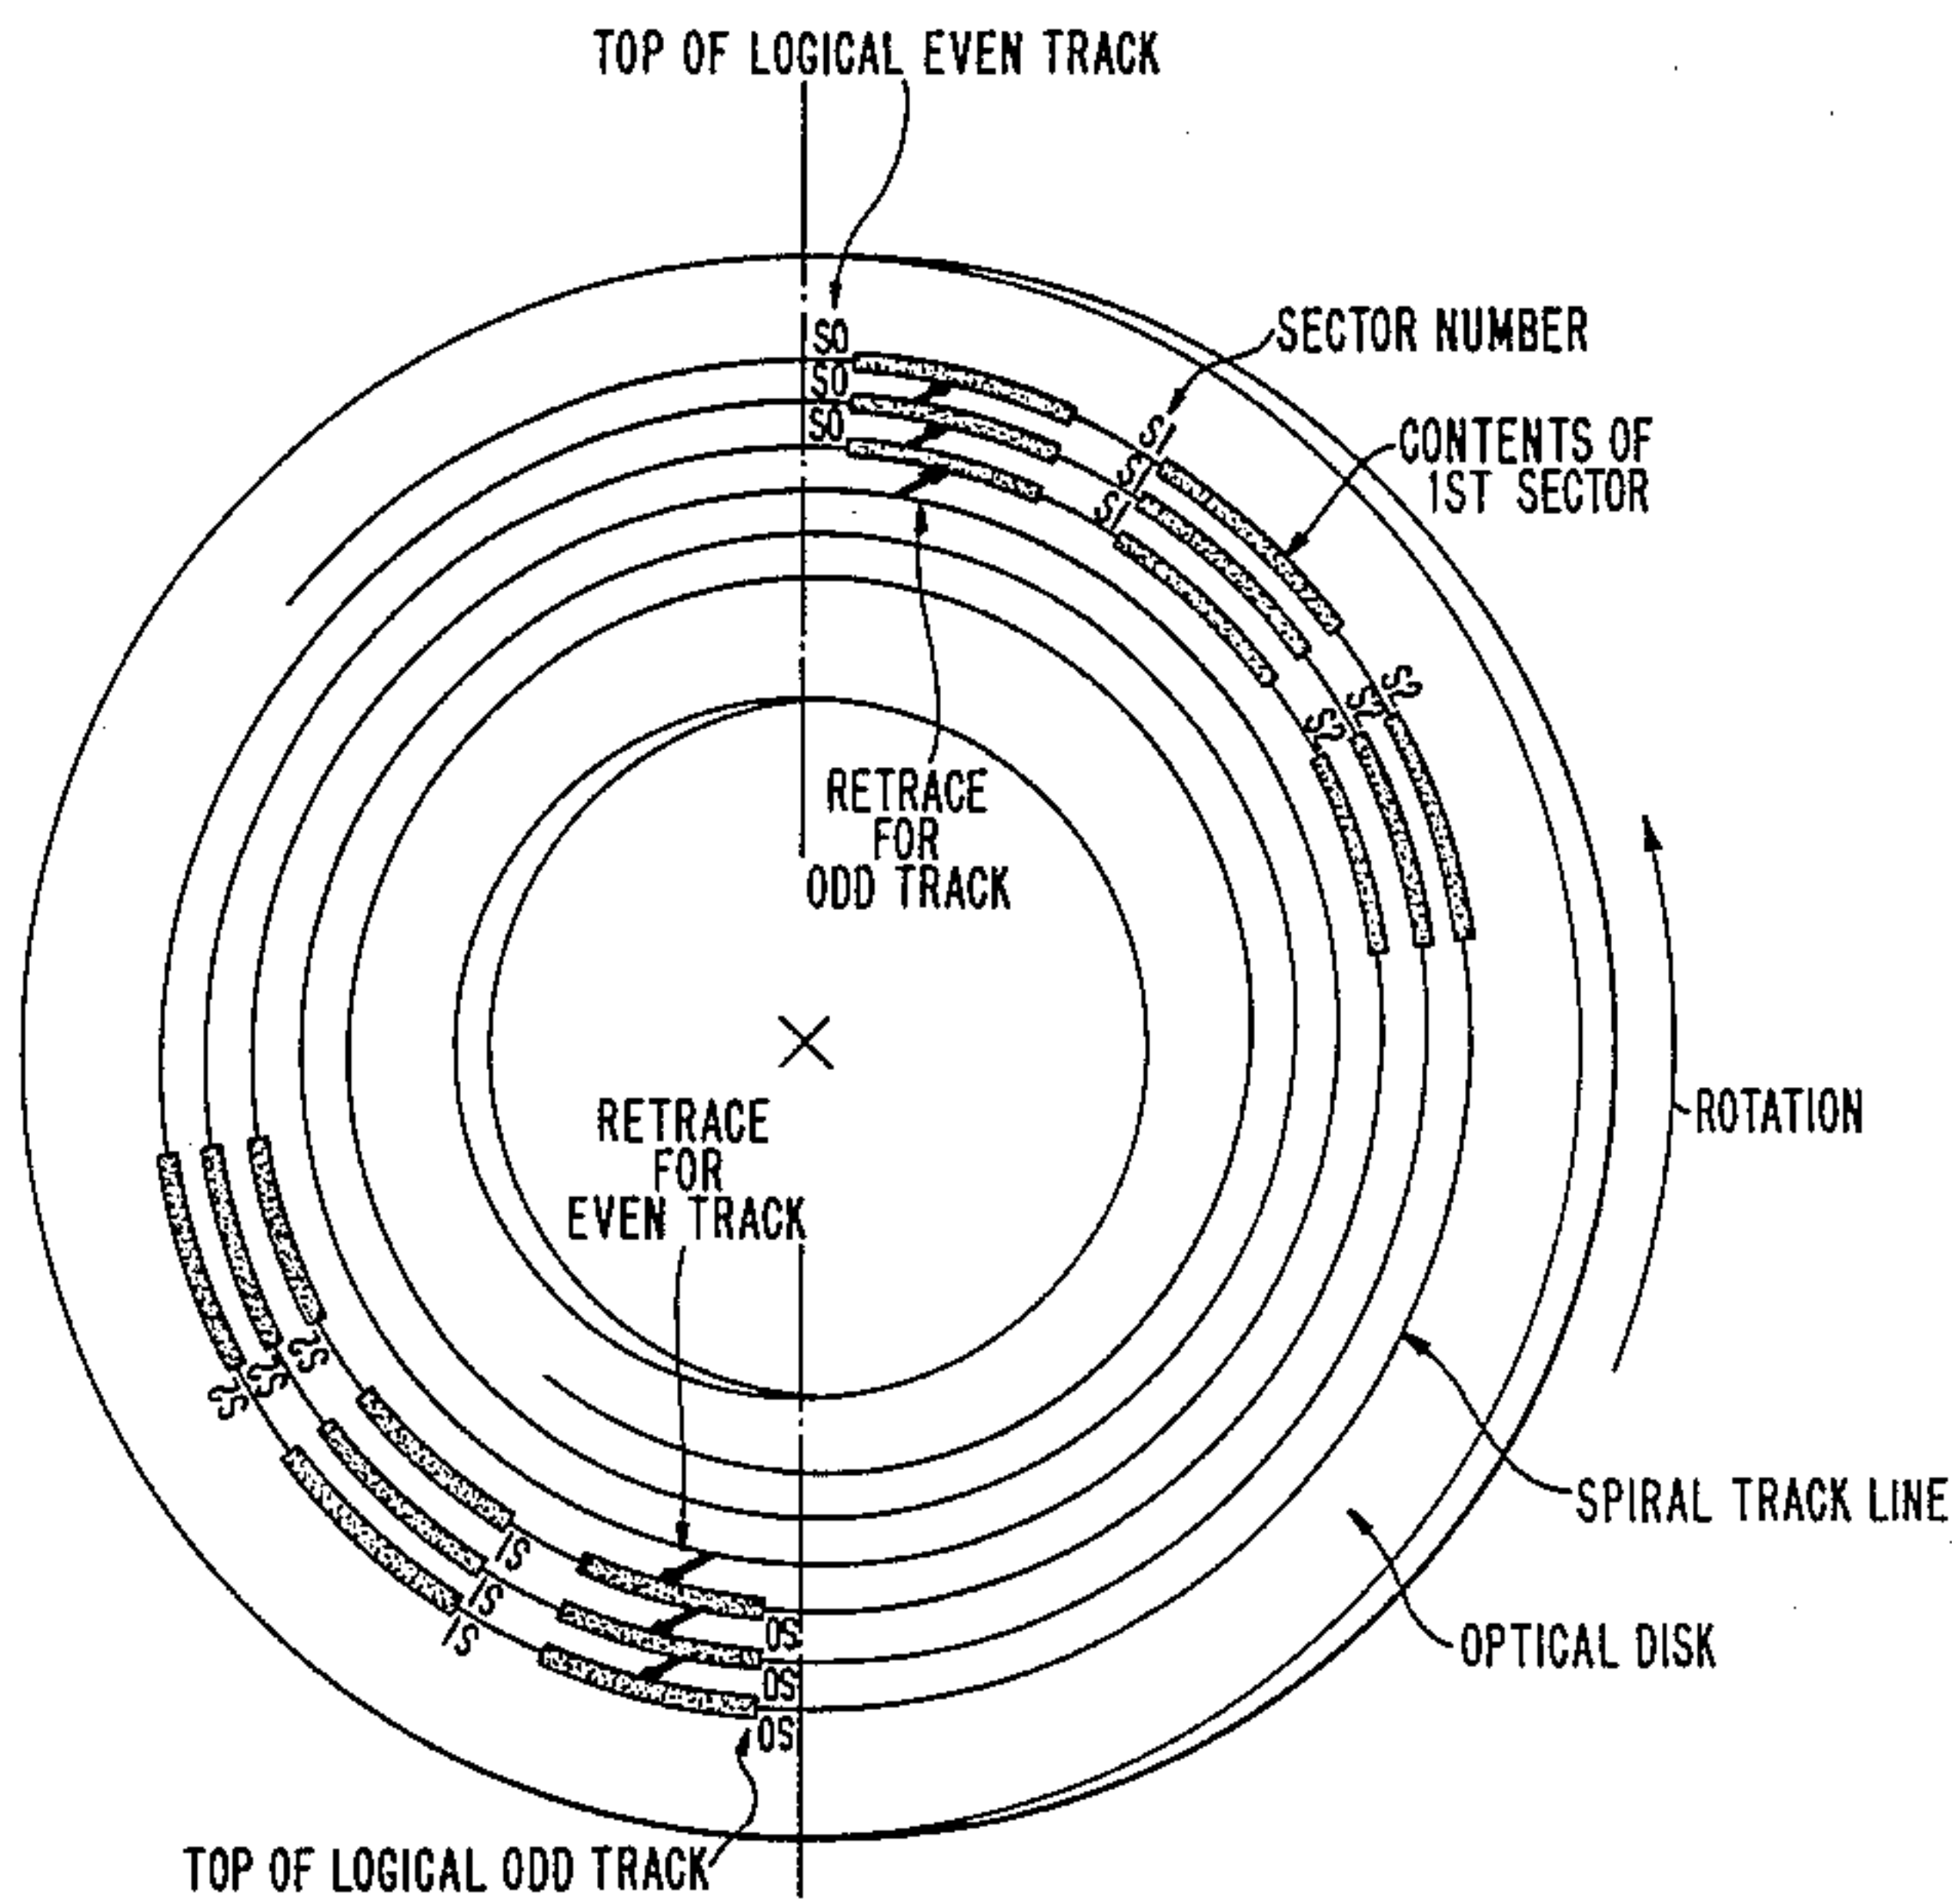 TOP OF LOGICAL EVEN TRACK
S0
S0
S0
SECTOR NUMBER
S1
S1
S1
CONTENTS OF
1ST SECTOR
S2
S2
S2
RETRACE
FOR
ODD TRACK
RETRACE
FOR
EVEN TRACK
ROTATION
S2
S2
S2
SPIRAL TRACK LINE
S1
S1
S1
OPTICAL DISK
S0
S0
S0
TOP OF LOGICAL ODD TRACK